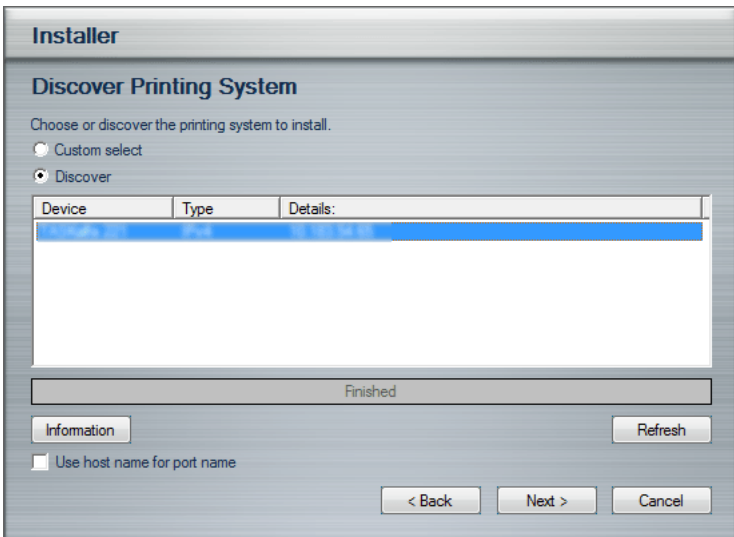 Installer
Discover Printing System
Choose or discover the printing system to install.
Custom select
Discover
Device Type Details:
Finished
Information Refresh
Use host name for port name
< Back Next > Cancel